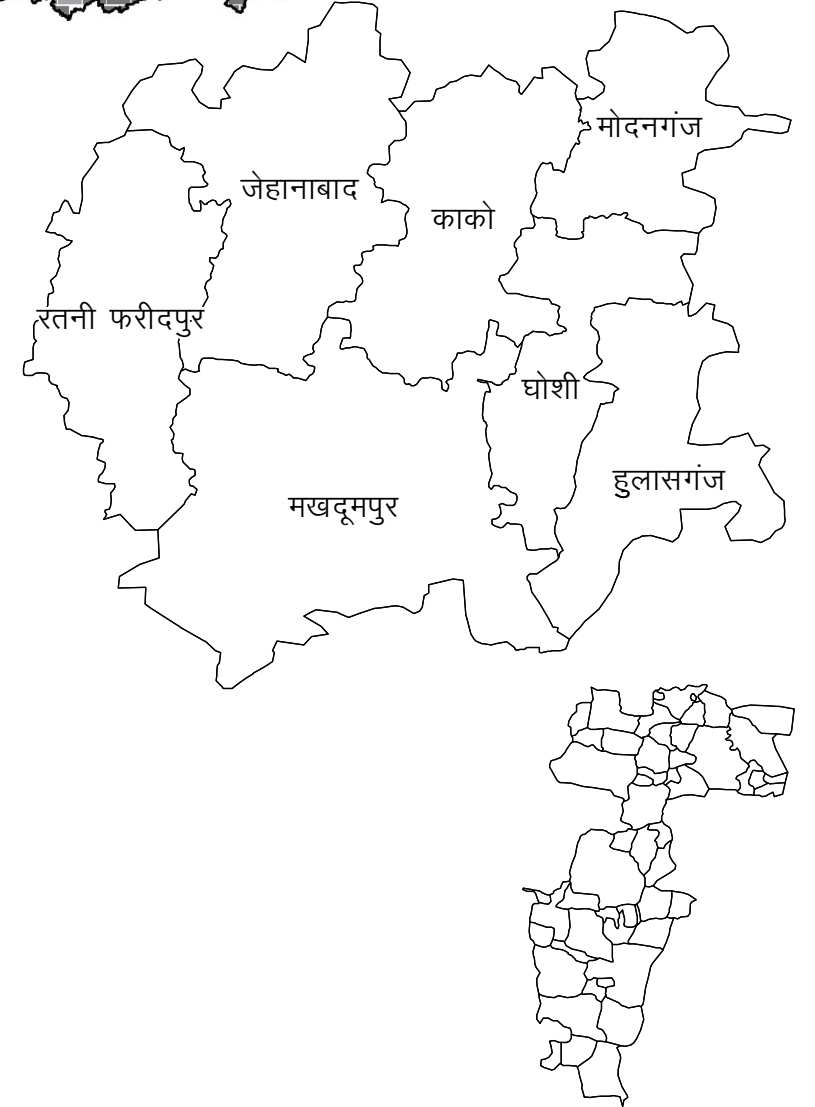 मोदनगंज
जेहानाबाद
काको
रतनी फरीदपुर
घोशी
हुलासगंज
मखदूमपुर